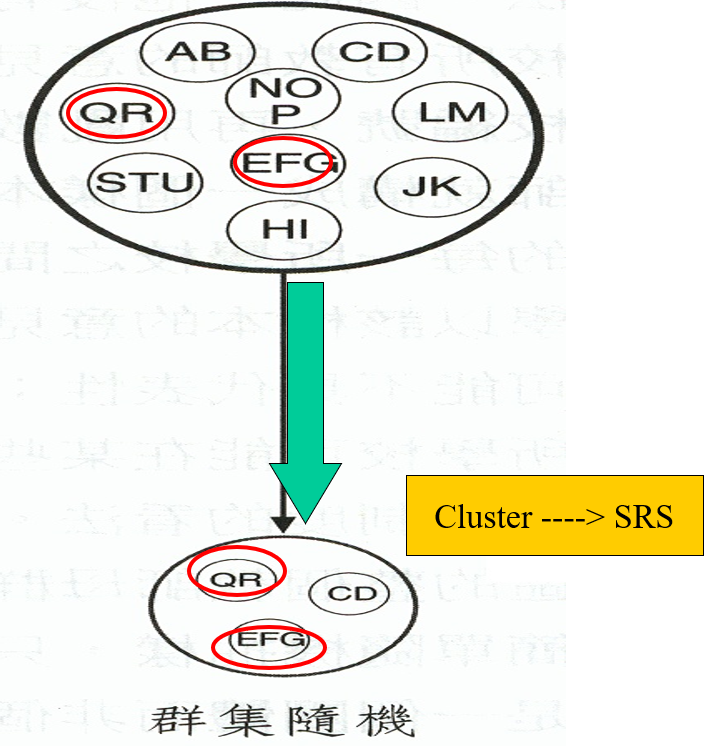 AB
CD
QR
NO
P
LM
EFG
STU
JK
HI
Cluster ----> SRS
QR
CD
EFG
群集隨機